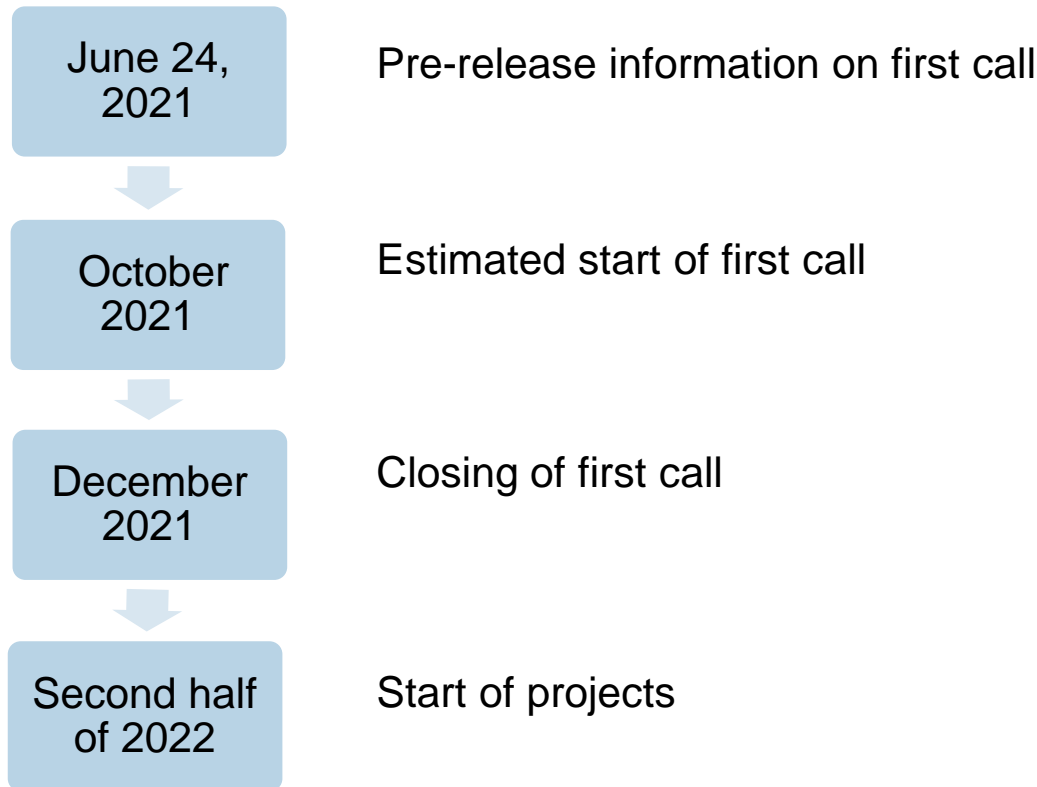 June 24,
2021
Pre-release information on first call
October
2021
Estimated start of first call
December
2021
Closing of first call
Second half
of 2022
Start of projects